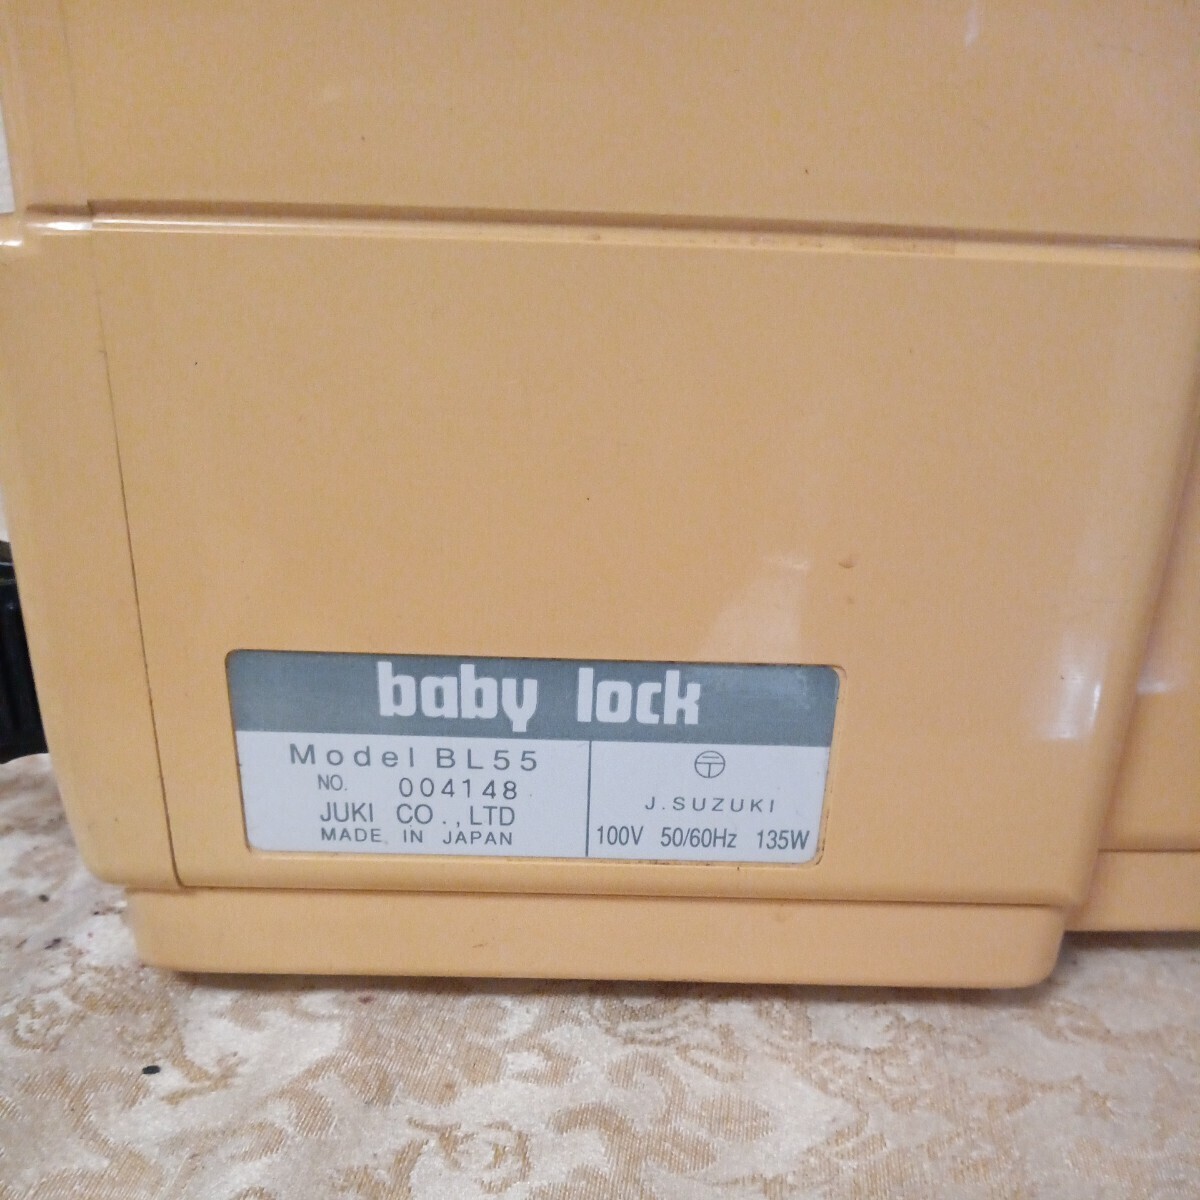 baby lock
Model BL55
NO. 004148
JUKI CO., LTD
MADE IN JAPAN
〶
J. SUZUKI
100V 50/60Hz 135W